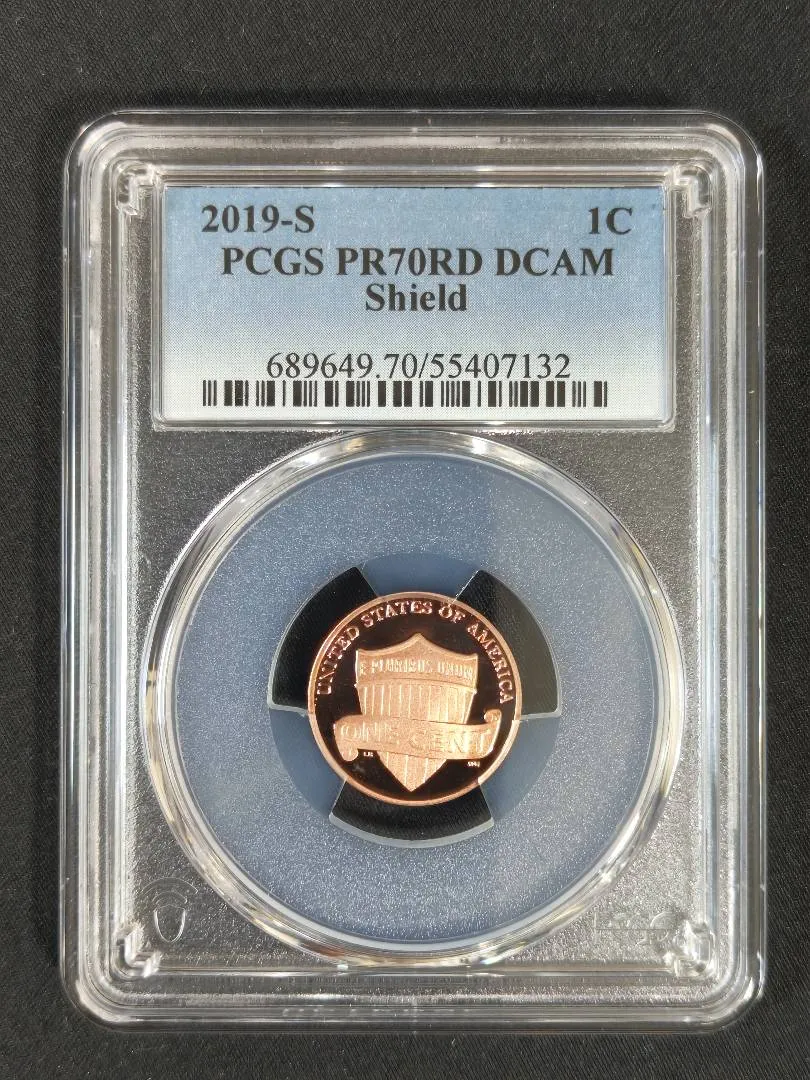 2019-S 1C
PCGS PR70RD DCAM
Shield
689649.70/55407132
UNITED STATES OF AMERICA
E PLURIBUS UNUM
ONE CENT